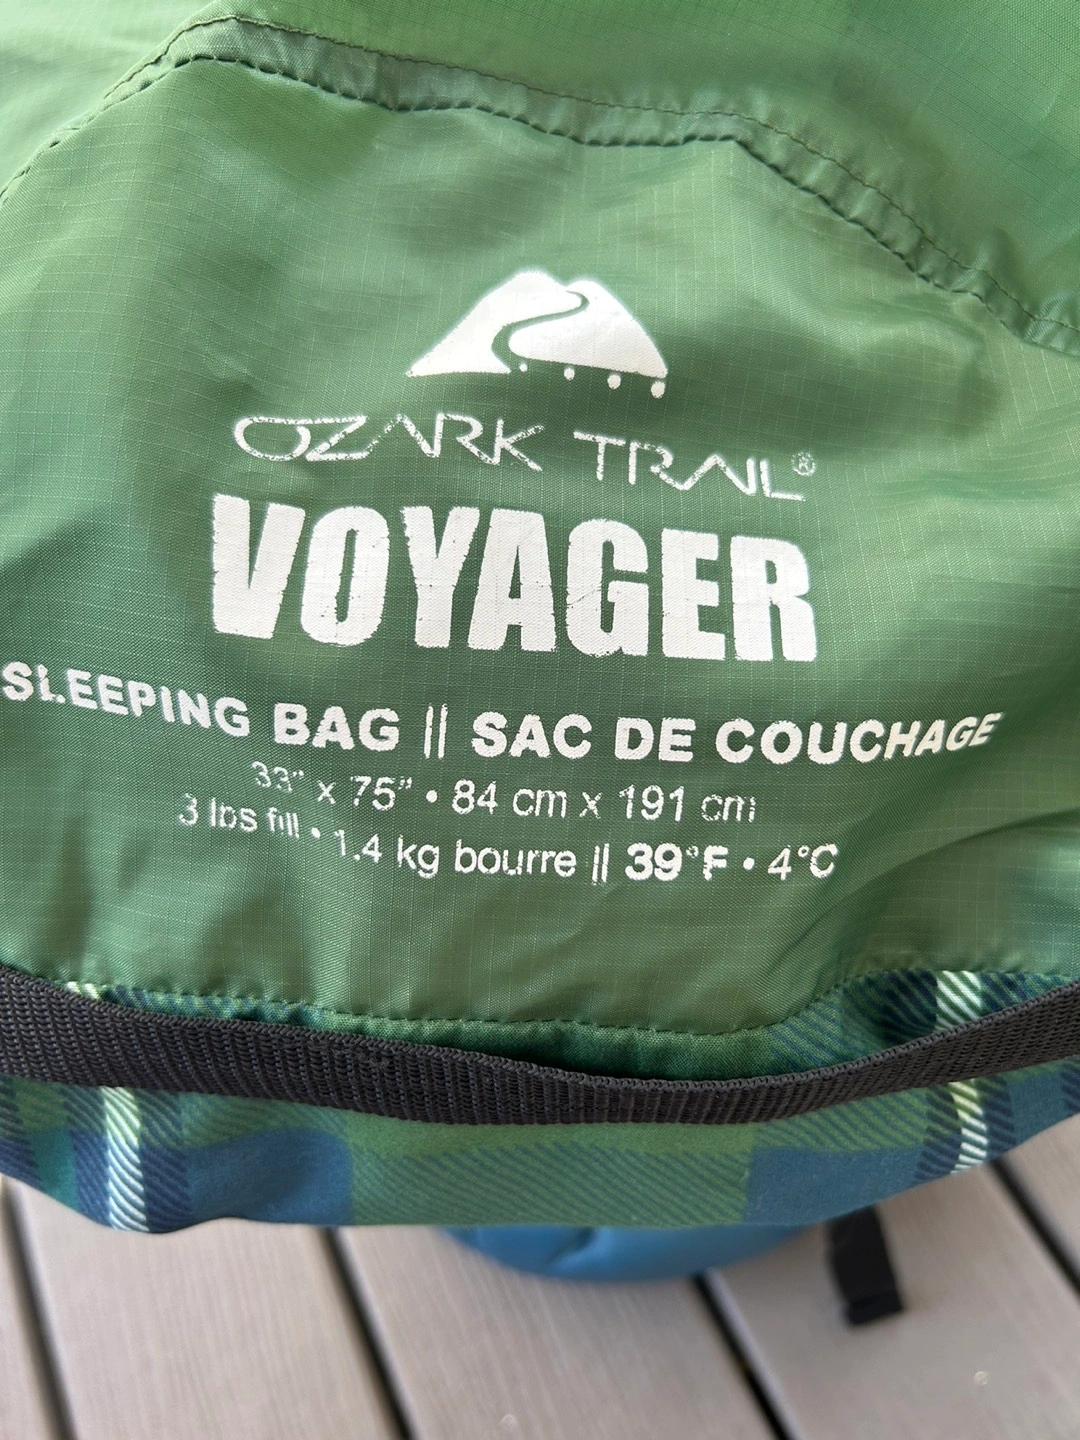 OZARK TRAIL®
VOYAGER
SLEEPING BAG || SAC DE COUCHAGE
33" x 75" • 84 cm x 191 cm
3 lbs fill • 1.4 kg bourre || 39°F • 4°C